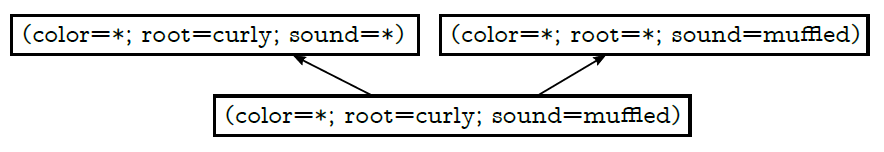 (color=*; root=curly; sound=*)
(color=*; root=*; sound=muffled)
(color=*; root=curly; sound=muffled)